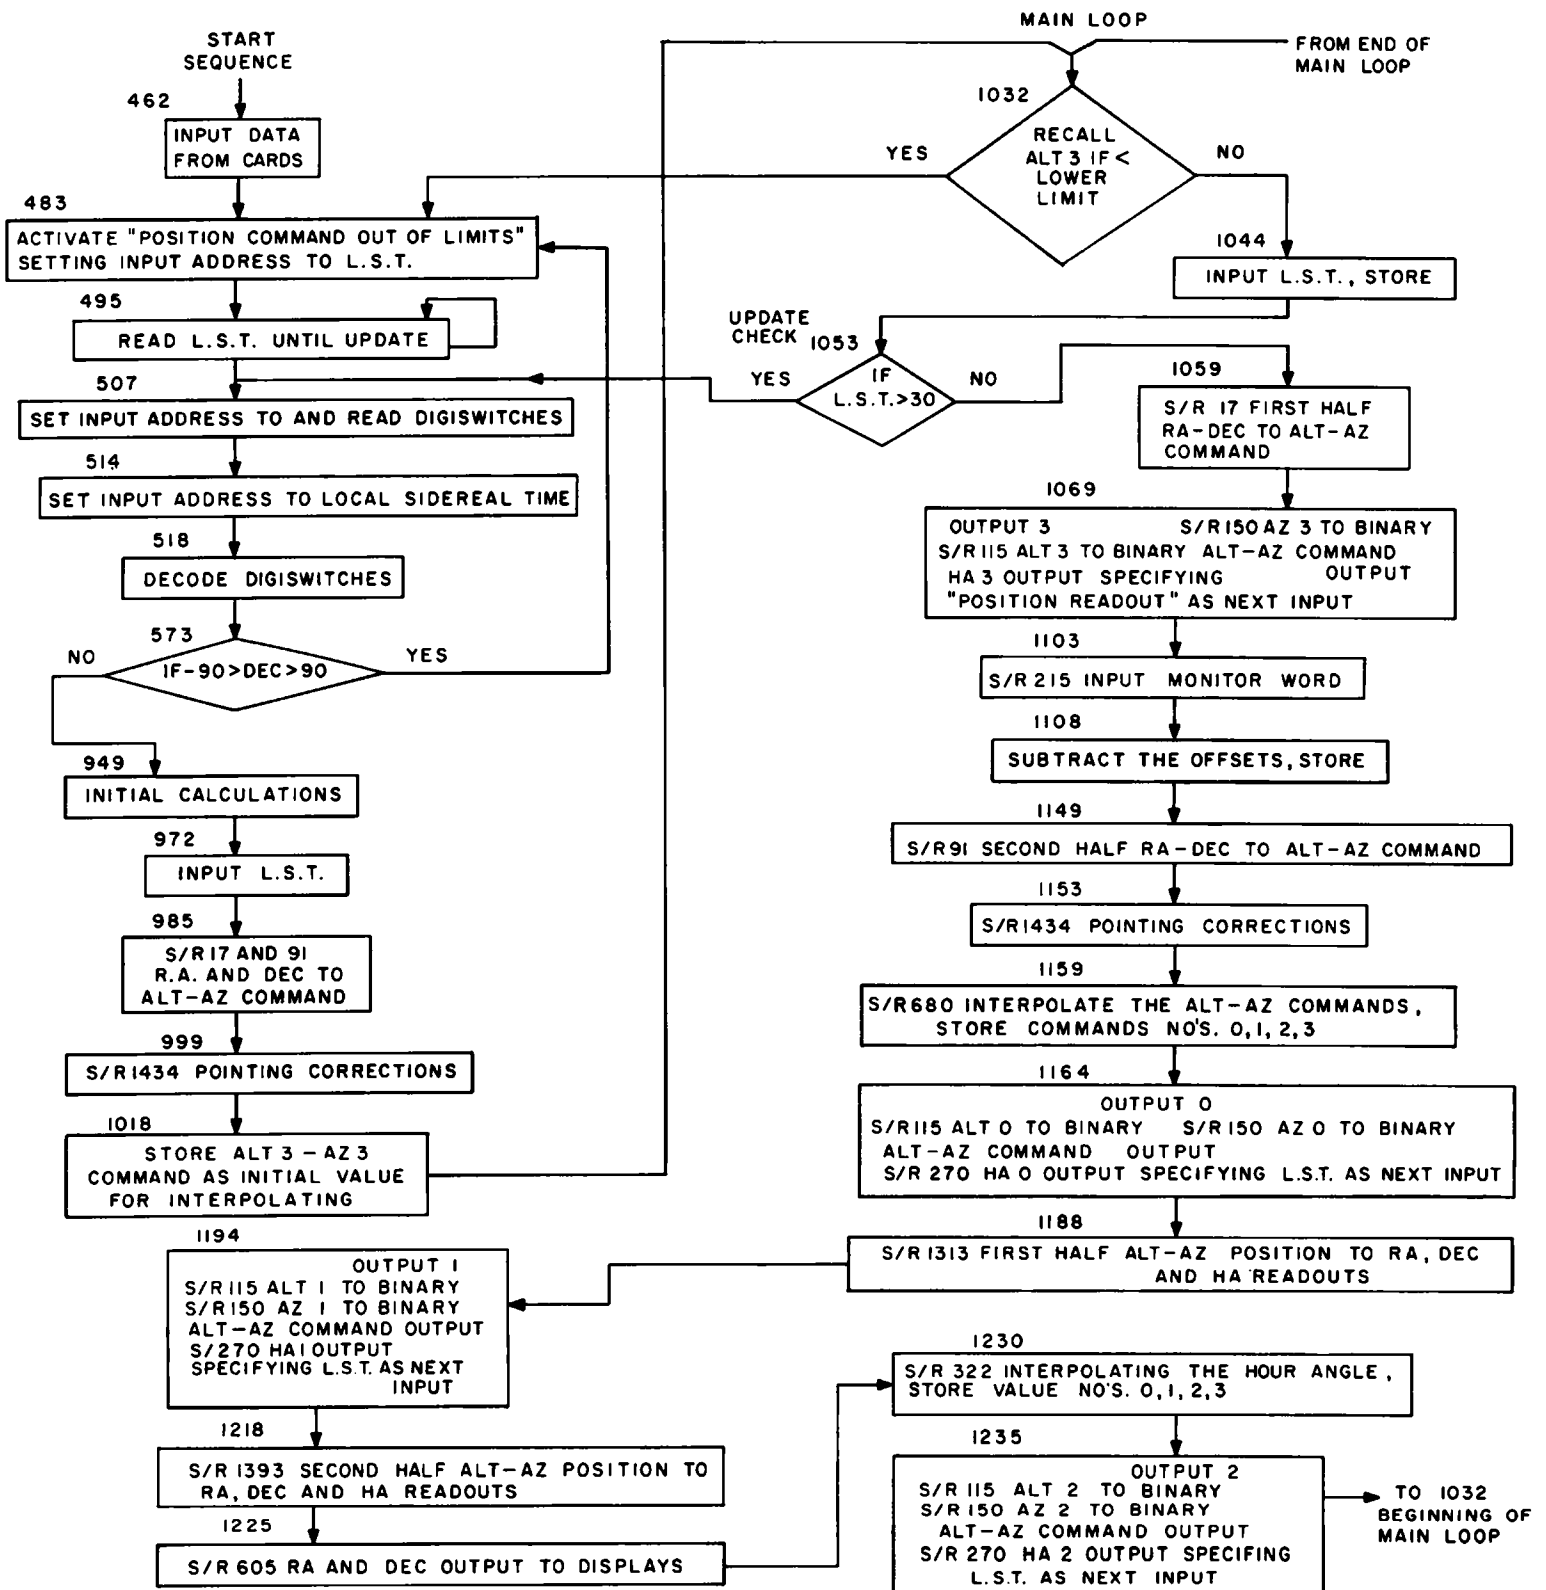 START
SEQUENCE
462
INPUT DATA
FROM CARDS
483
ACTIVATE "POSITION COMMAND OUT OF LIMITS"
SETTING INPUT ADDRESS TO L.S.T.
495
READ L.S.T. UNTIL UPDATE
507
SET INPUT ADDRESS TO AND READ DIGISWITCHES
514
SET INPUT ADDRESS TO LOCAL SIDEREAL TIME
518
DECODE DIGISWITCHES
573
NO
IF-90>DEC>90
YES
949
INITIAL CALCULATIONS
972
INPUT L.S.T.
985
S/R17 AND 91
R.A. AND DEC TO
ALT-AZ COMMAND
999
S/R1434 POINTING CORRECTIONS
1018
STORE ALT 3 - AZ 3
COMMAND AS INITIAL VALUE
FOR INTERPOLATING
MAIN LOOP
FROM END OF
MAIN LOOP
1032
RECALL
ALT 3 IF <
LOWER
LIMIT
YES
NO
1044
INPUT L.S.T., STORE
UPDATE
CHECK
1053
YES
IF
L.S.T.>30
NO
1059
S/R 17 FIRST HALF
RA-DEC TO ALT-AZ
COMMAND
1069
OUTPUT 3 S/R150 AZ 3 TO BINARY
S/R115 ALT 3 TO BINARY ALT-AZ COMMAND
HA 3 OUTPUT SPECIFYING OUTPUT
"POSITION READOUT" AS NEXT INPUT
1103
S/R 215 INPUT MONITOR WORD
1108
SUBTRACT THE OFFSETS, STORE
1149
S/R91 SECOND HALF RA-DEC TO ALT-AZ COMMAND
1153
S/R1434 POINTING CORRECTIONS
1159
S/R680 INTERPOLATE THE ALT-AZ COMMANDS,
STORE COMMANDS NO'S. 0, 1, 2, 3
1164
OUTPUT 0
S/R115 ALT 0 TO BINARY S/R150 AZ 0 TO BINARY
ALT-AZ COMMAND OUTPUT
S/R 270 HA 0 OUTPUT SPECIFYING L.S.T. AS NEXT INPUT
1188
S/R1313 FIRST HALF ALT-AZ POSITION TO RA, DEC
AND HA READOUTS
1194
OUTPUT 1
S/R115 ALT 1 TO BINARY
S/R150 AZ 1 TO BINARY
ALT-AZ COMMAND OUTPUT
S/270 HA1 OUTPUT
SPECIFYING L.S.T. AS NEXT
INPUT
1218
S/R 1393 SECOND HALF ALT-AZ POSITION TO
RA, DEC AND HA READOUTS
1225
S/R 605 RA AND DEC OUTPUT TO DISPLAYS
1230
S/R 322 INTERPOLATING THE HOUR ANGLE,
STORE VALUE NO'S. 0, 1, 2, 3
1235
OUTPUT 2
S/R 115 ALT 2 TO BINARY
S/R150 AZ 2 TO BINARY
ALT-AZ COMMAND OUTPUT
S/R 270 HA 2 OUTPUT SPECIFING
L.S.T. AS NEXT INPUT
TO 1032
BEGINNING OF
MAIN LOOP